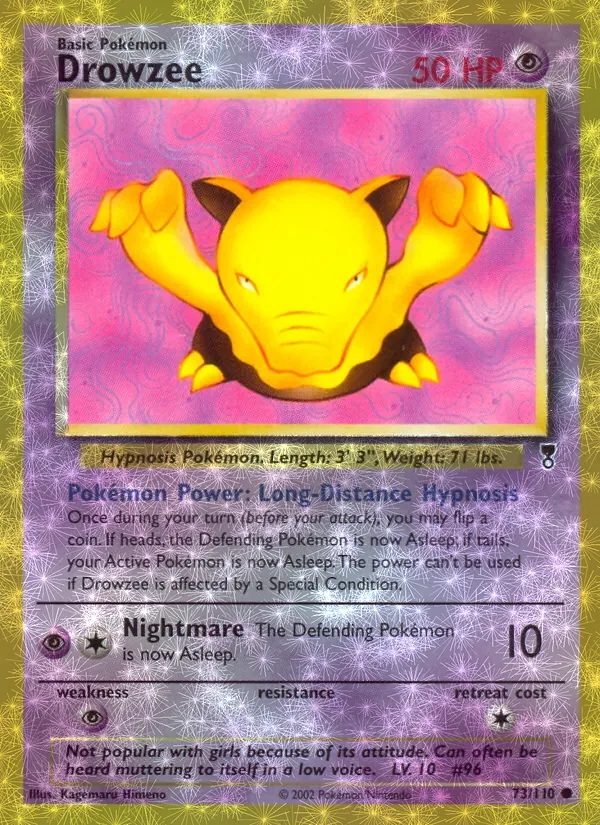 Basic Pokémon
Drowzee 50 HP
Hypnosis Pokémon. Length: 3' 3", Weight: 71 lbs.
Pokémon Power: Long-Distance Hypnosis
Once during your turn (before your attack), you may flip a
coin. If heads, the Defending Pokémon is now Asleep; if tails,
your Active Pokémon is now Asleep. The power can't be used
if Drowzee is affected by a Special Condition.
Nightmare The Defending Pokémon 10
is now Asleep.
weakness resistance retreat cost
Not popular with girls because of its attitude. Can often be
heard muttering to itself in a low voice. LV. 10 #96
Illus. Kagemaru Himeno © 2002 Pokémon/Nintendo 73/110